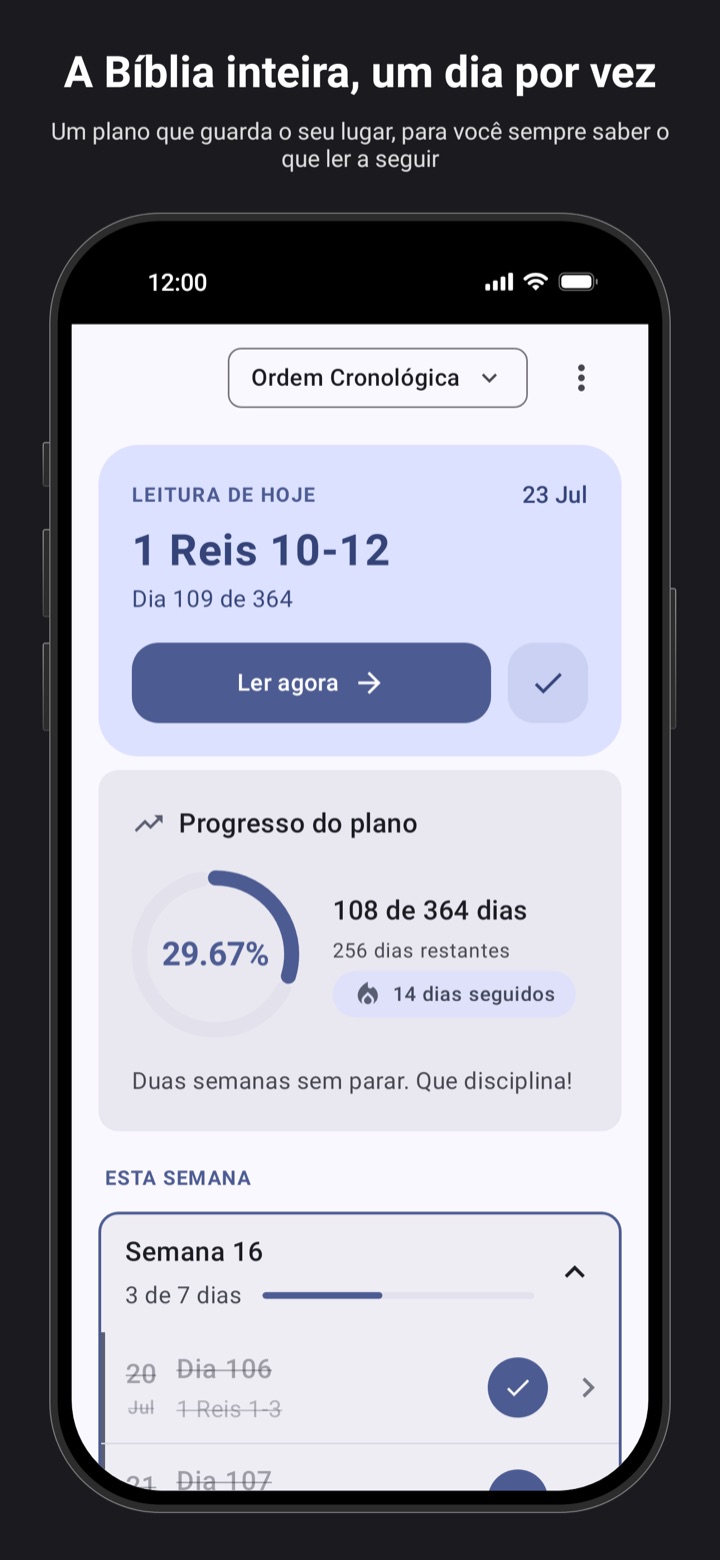 A Bíblia inteira, um dia por vez
Um plano que guarda o seu lugar, para você sempre saber o
que ler a seguir
12:00
Ordem Cronológica
LEITURA DE HOJE
23 Jul
1 Reis 10-12
Dia 109 de 364
Ler agora
Progresso do plano
29.67%
108 de 364 dias
256 dias restantes
14 dias seguidos
Duas semanas sem parar. Que disciplina!
ESTA SEMANA
Semana 16
3 de 7 dias
20 Dia 106
Jul 1 Reis 1-3
21 Dia 107